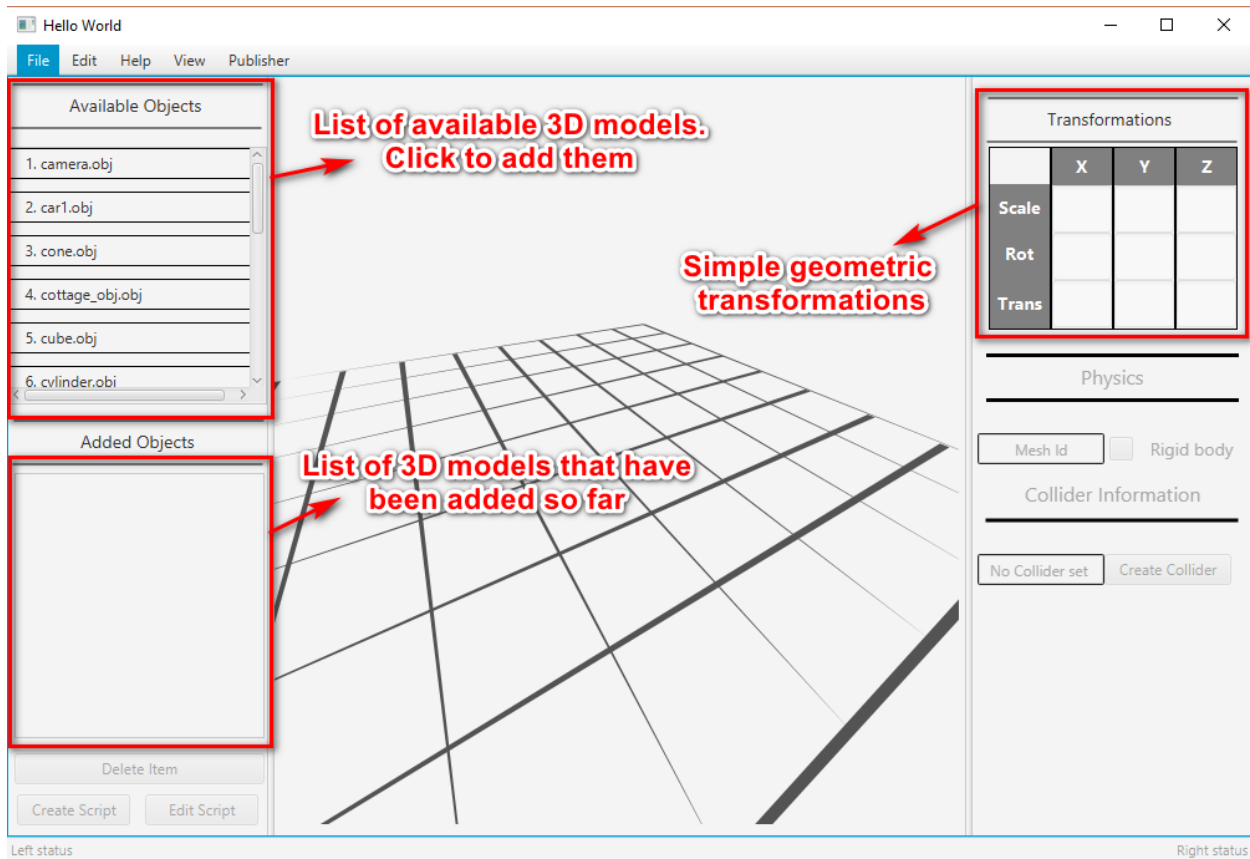 Hello World
File Edit Help View Publisher
Available Objects
1. camera.obj
2. car1.obj
3. cone.obj
4. cottage_obj.obj
5. cube.obj
6. cylinder.obj
List of available 3D models.
Click to add them
Added Objects
List of 3D models that have
been added so far
Delete Item
Create Script Edit Script
Simple geometric
transformations
Transformations
X Y Z
Scale
Rot
Trans
Physics
Mesh Id Rigid body
Collider Information
No Collider set Create Collider
Left status Right status